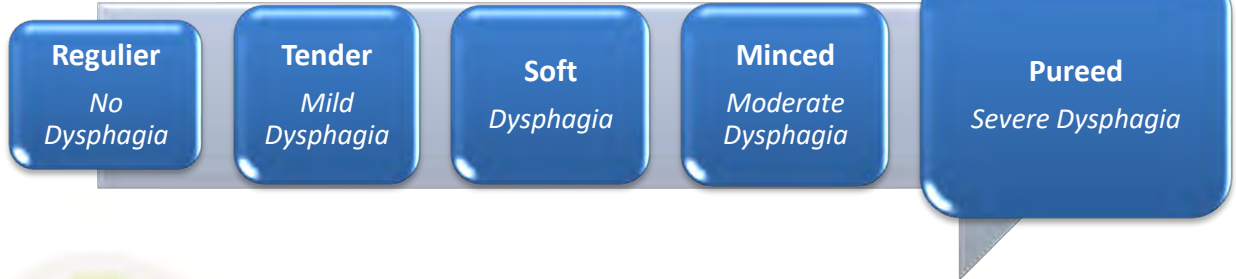 Regulier
No
Dysphagia
Tender
Mild
Dysphagia
Soft
Dysphagia
Minced
Moderate
Dysphagia
Pureed
Severe Dysphagia